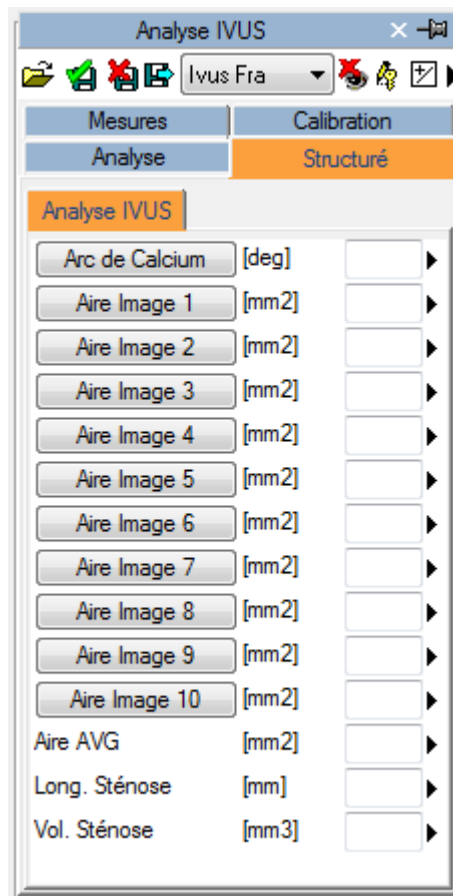 Analyse IVUS
Ivus Fra
Mesures Calibration
Analyse Structuré
Analyse IVUS
Arc de Calcium [deg]
Aire Image 1 [mm2]
Aire Image 2 [mm2]
Aire Image 3 [mm2]
Aire Image 4 [mm2]
Aire Image 5 [mm2]
Aire Image 6 [mm2]
Aire Image 7 [mm2]
Aire Image 8 [mm2]
Aire Image 9 [mm2]
Aire Image 10 [mm2]
Aire AVG [mm2]
Long. Sténose [mm]
Vol. Sténose [mm3]